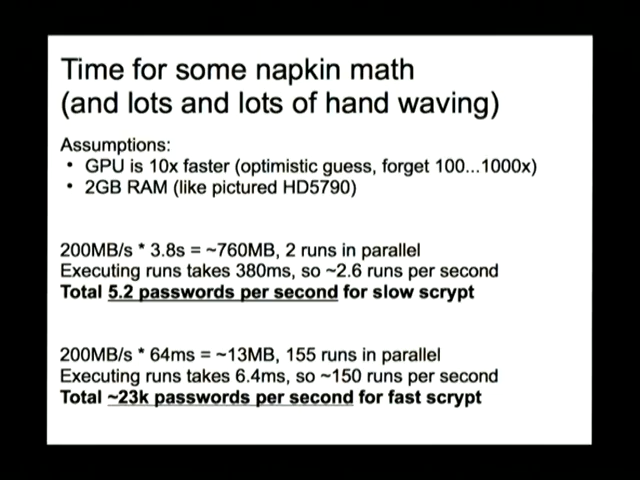 Time for some napkin math
(and lots and lots of hand waving)
Assumptions:
• GPU is 10x faster (optimistic guess, forget 100...1000x)
• 2GB RAM (like pictured HD5790)
200MB/s * 3.8s = ~760MB, 2 runs in parallel
Executing runs takes 380ms, so ~2.6 runs per second
Total 5.2 passwords per second for slow scrypt
200MB/s * 64ms = ~13MB, 155 runs in parallel
Executing runs takes 6.4ms, so ~150 runs per second
Total ~23k passwords per second for fast scrypt